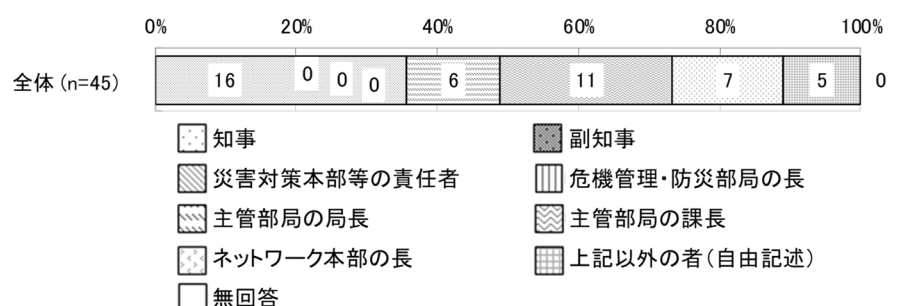 0% 20% 40% 60% 80% 100%
全体 (n=45) 16 0 0 0 6 11 7 5 0
知事 副知事
災害対策本部等の責任者 危機管理・防災部局の長
主管部局の局長 主管部局の課長
ネットワーク本部の長 上記以外の者(自由記述)
無回答